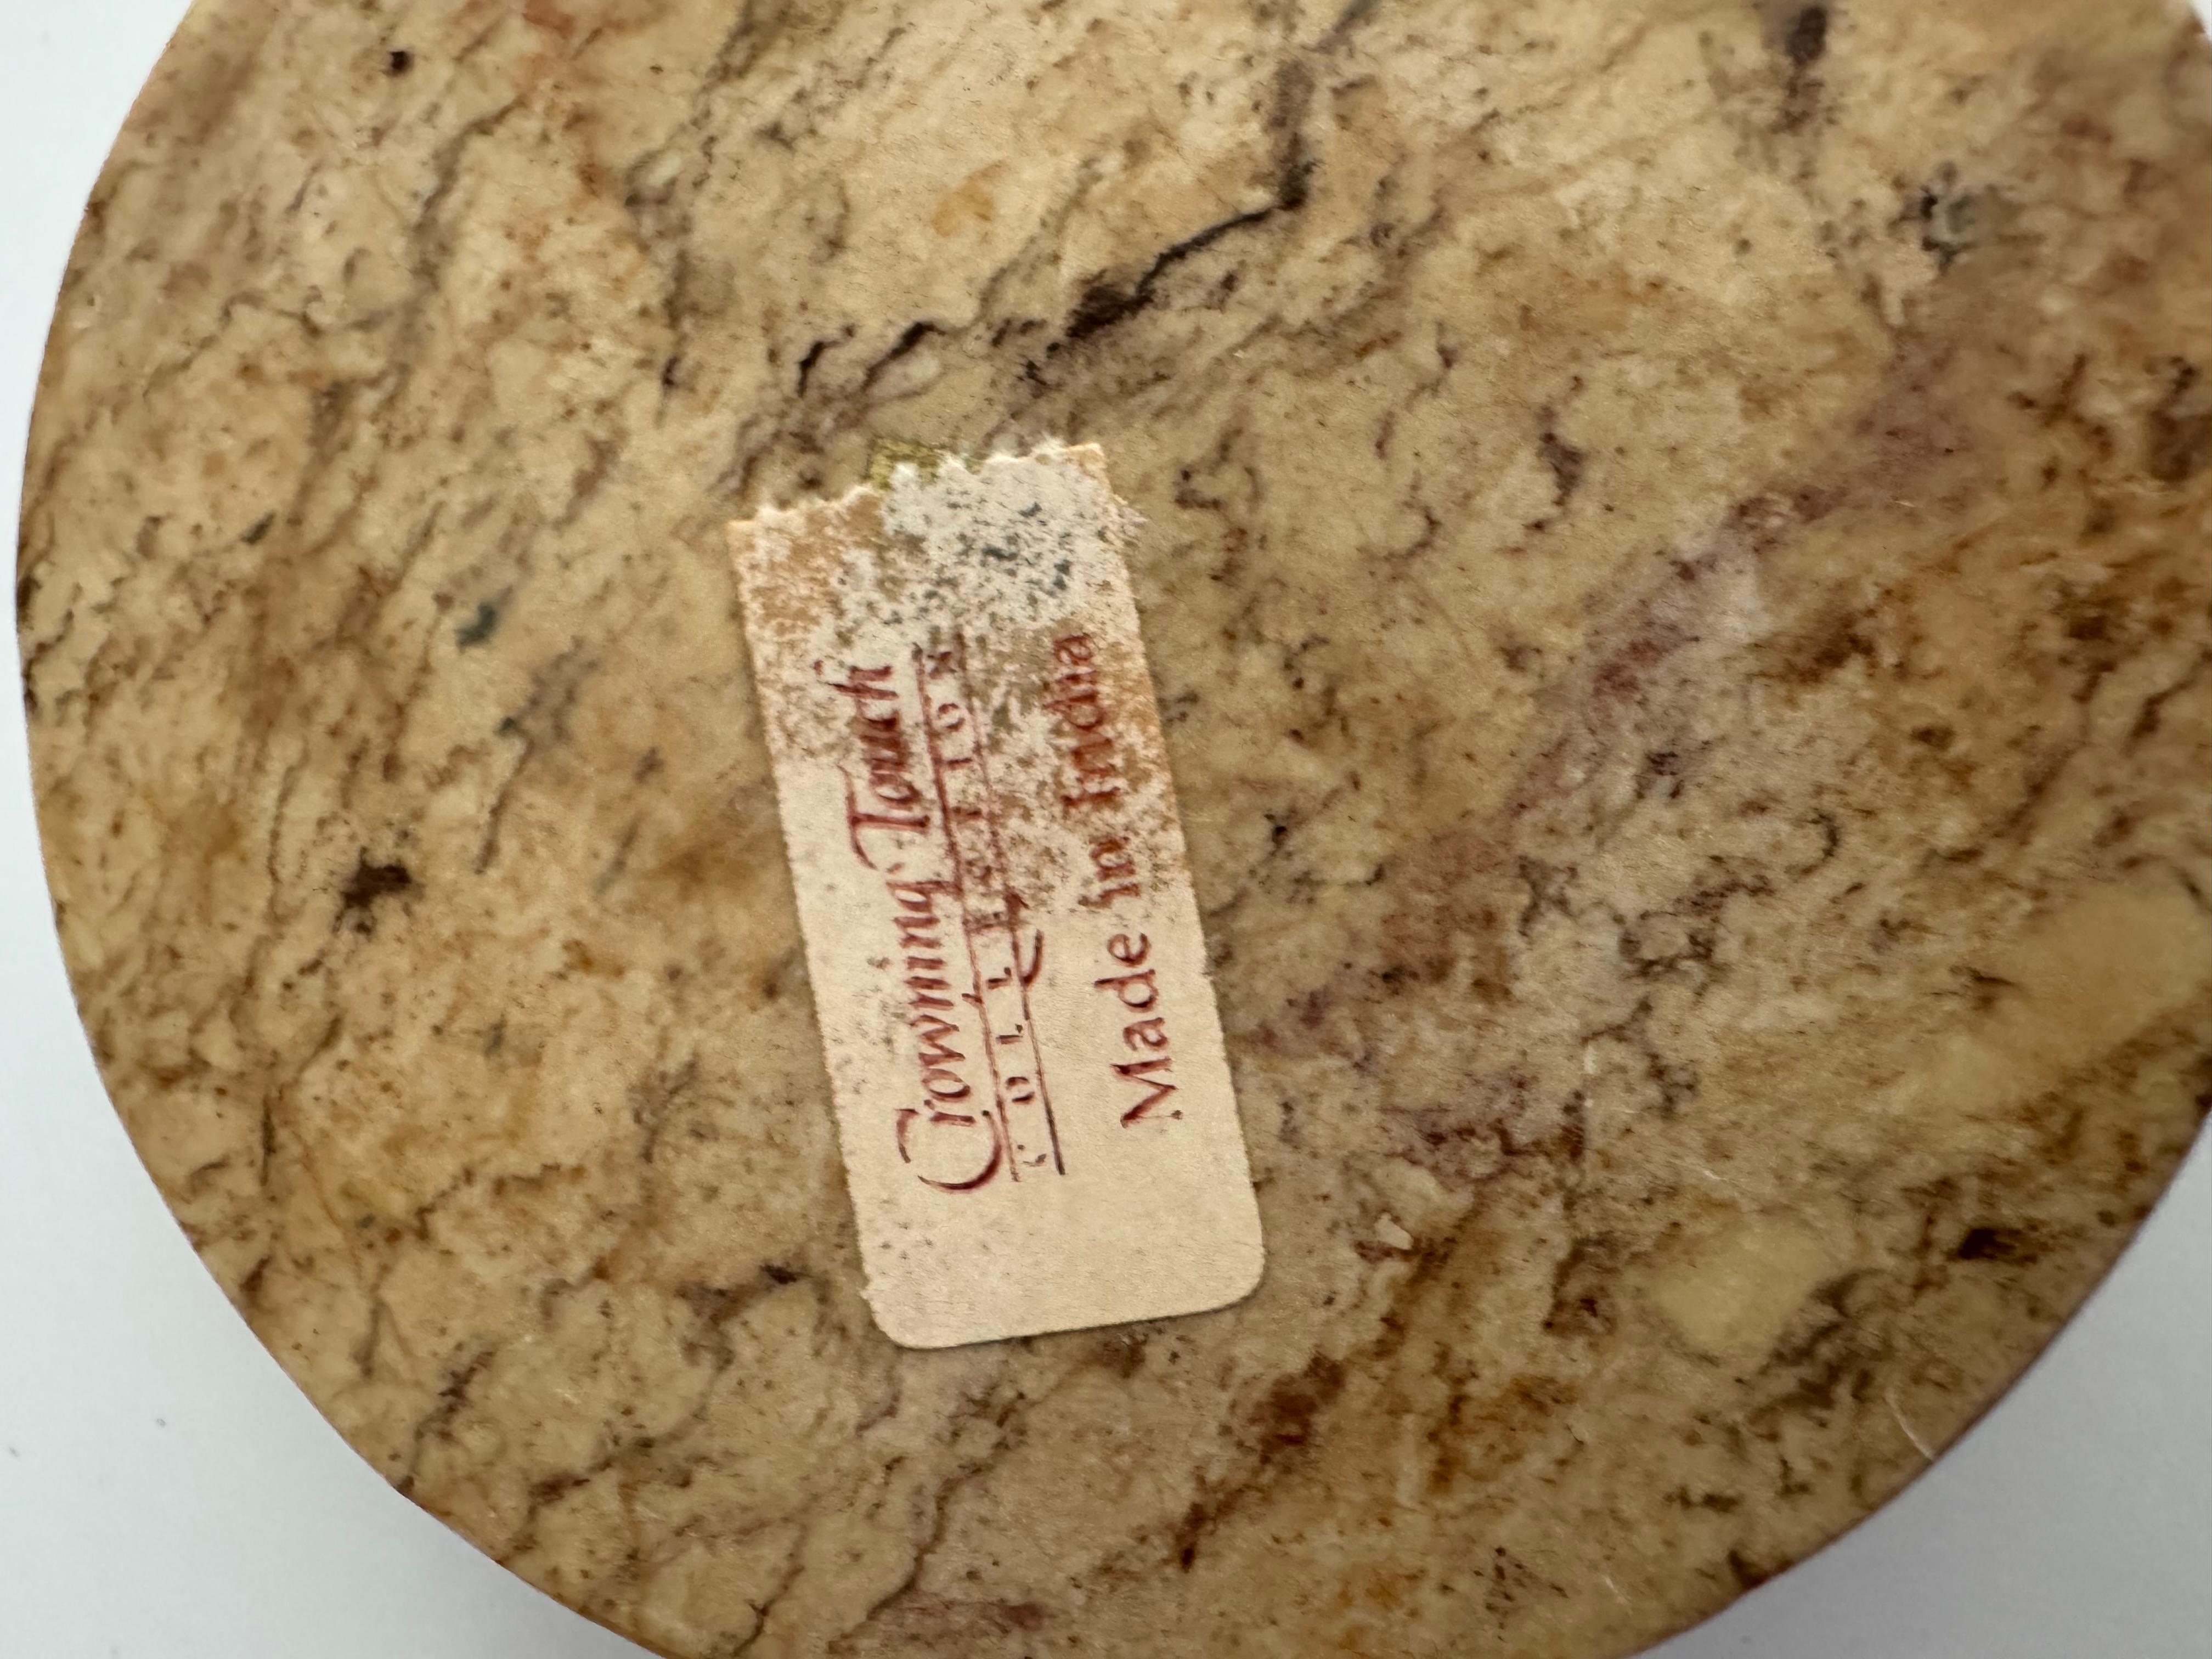 Crowning Touch
COLLECTION
Made in India